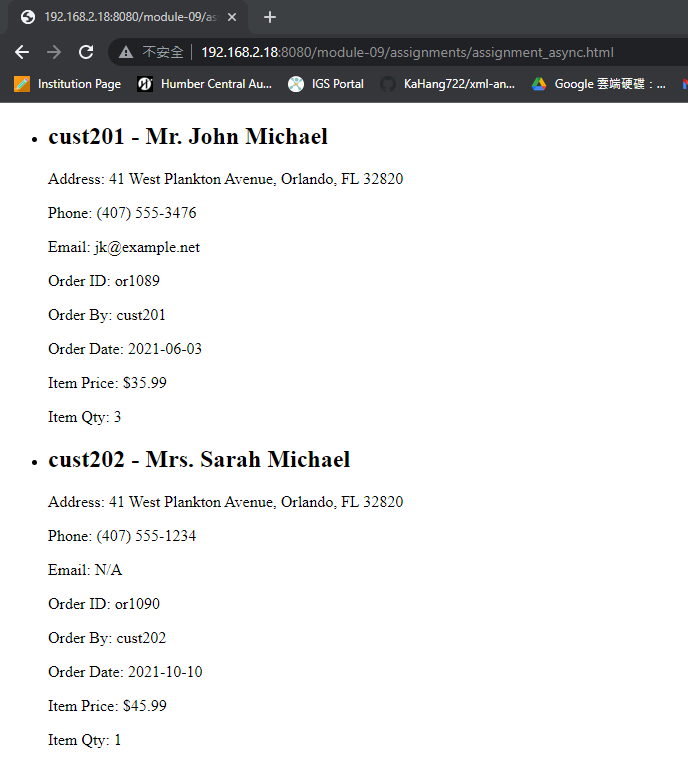 192.168.2.18:8080/module-09/as
不安全 192.168.2.18:8080/module-09/assignments/assignment_async.html
Institution Page Humber Central Au... IGS Portal KaHang722/xml-an... Google 雲端硬碟：...
cust201 - Mr. John Michael
Address: 41 West Plankton Avenue, Orlando, FL 32820
Phone: (407) 555-3476
Email: jk@example.net
Order ID: or1089
Order By: cust201
Order Date: 2021-06-03
Item Price: $35.99
Item Qty: 3
cust202 - Mrs. Sarah Michael
Address: 41 West Plankton Avenue, Orlando, FL 32820
Phone: (407) 555-1234
Email: N/A
Order ID: or1090
Order By: cust202
Order Date: 2021-10-10
Item Price: $45.99
Item Qty: 1